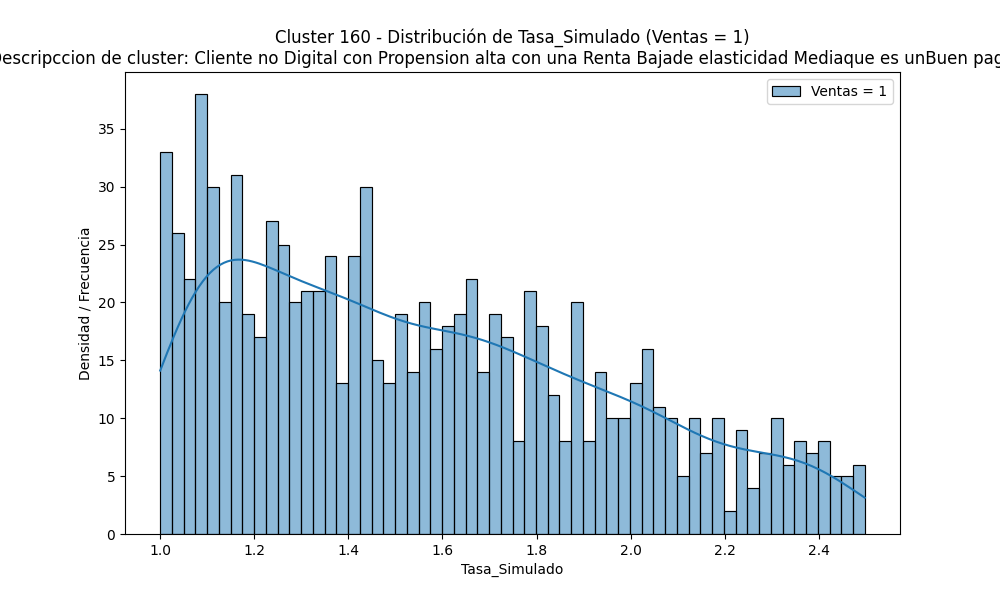 Cluster 160 - Distribución de Tasa_Simulado (Ventas = 1)
Descripccion de cluster: Cliente no Digital con Propension alta con una Renta Bajade elasticidad Mediaque es unBuen pag
Ventas = 1
Densidad / Frecuencia
35
30
25
20
15
10
5
0
1.0 1.2 1.4 1.6 1.8 2.0 2.2 2.4
Tasa_Simulado